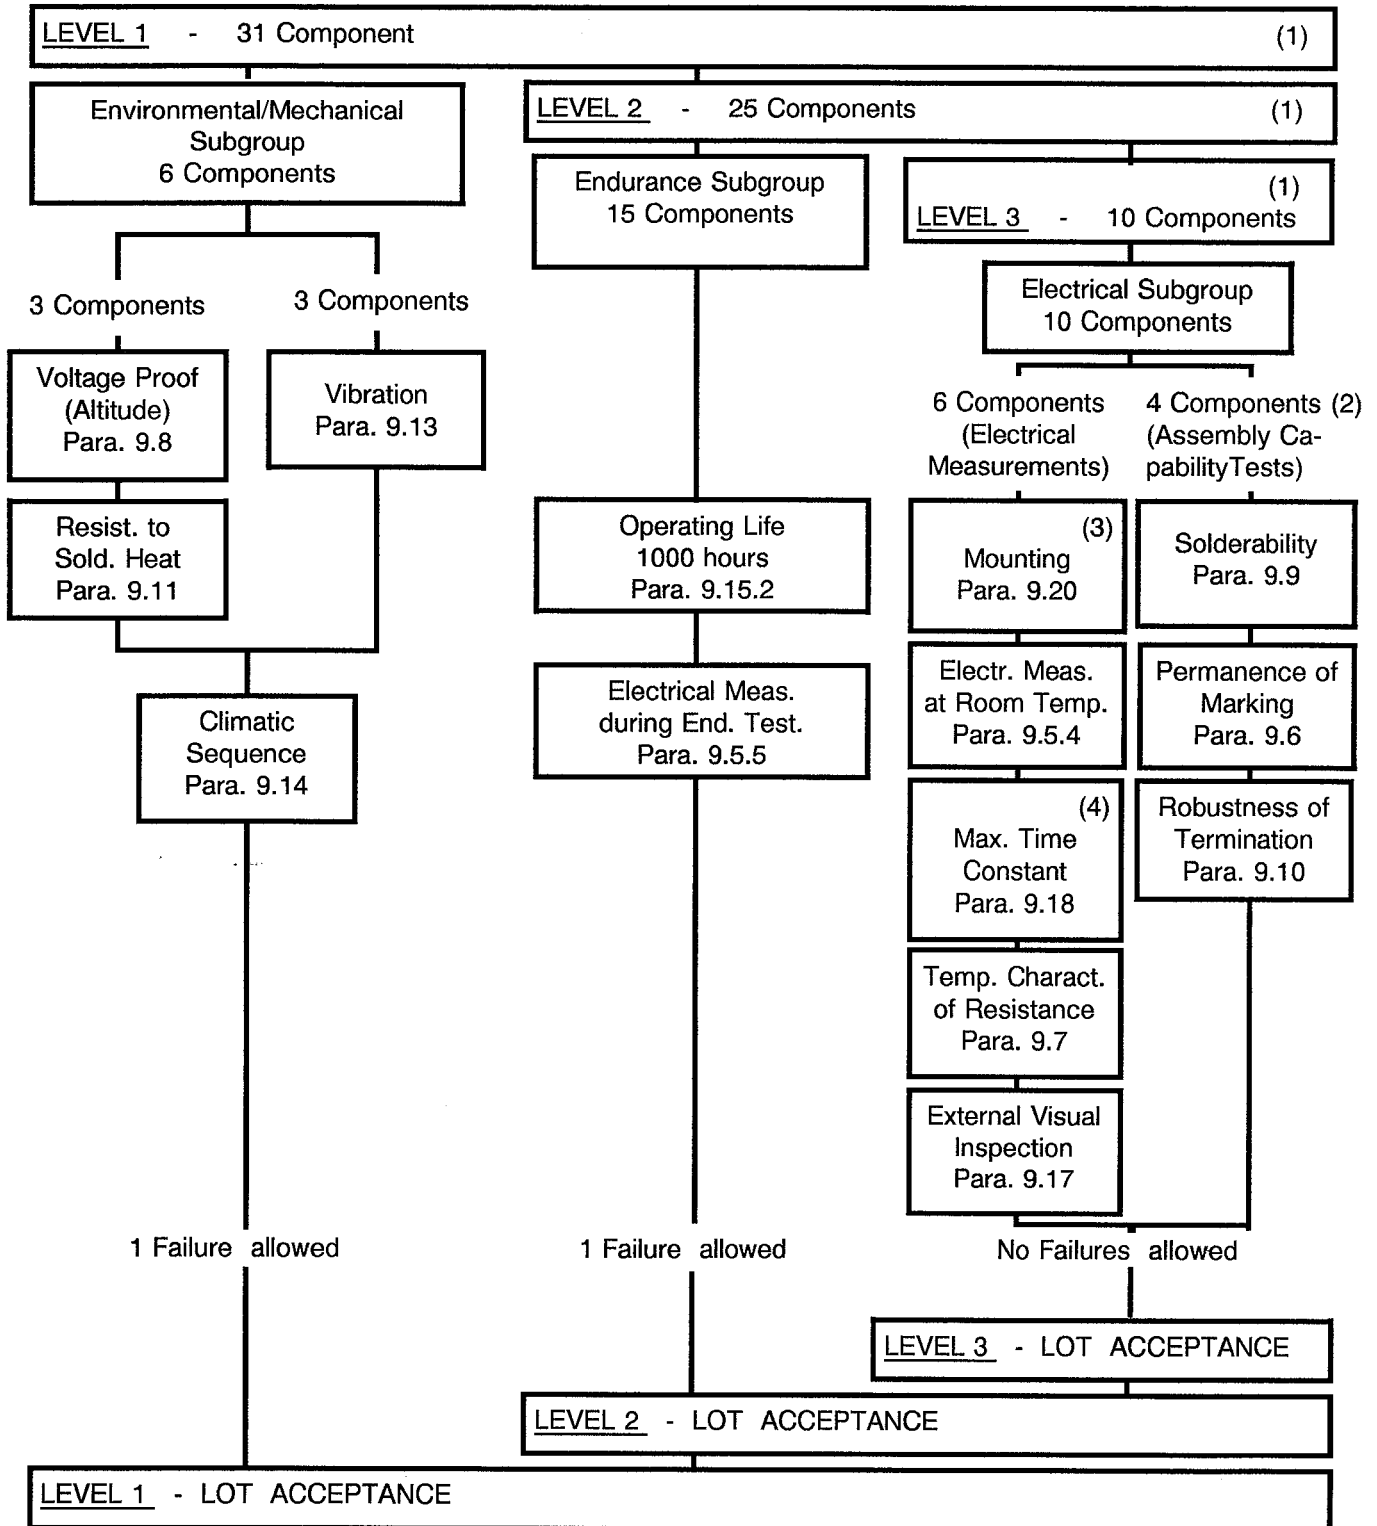 LEVEL 1 - 31 Component (1)
Environmental/Mechanical
Subgroup
6 Components
LEVEL 2 - 25 Components (1)
Endurance Subgroup
15 Components
(1)
LEVEL 3 - 10 Components
Electrical Subgroup
10 Components
3 Components
3 Components
Voltage Proof
(Altitude)
Para. 9.8
Vibration
Para. 9.13
Resist. to
Sold. Heat
Para. 9.11
Climatic
Sequence
Para. 9.14
Operating Life
1000 hours
Para. 9.15.2
Electrical Meas.
during End. Test.
Para. 9.5.5
6 Components
(Electrical
Measurements)
4 Components (2)
(Assembly Ca-
pabilityTests)
(3)
Mounting
Para. 9.20
Electr. Meas.
at Room Temp.
Para. 9.5.4
(4)
Max. Time
Constant
Para. 9.18
Temp. Charact.
of Resistance
Para. 9.7
External Visual
Inspection
Para. 9.17
Solderability
Para. 9.9
Permanence of
Marking
Para. 9.6
Robustness of
Termination
Para. 9.10
1 Failure allowed
1 Failure allowed
No Failures allowed
LEVEL 3 - LOT ACCEPTANCE
LEVEL 2 - LOT ACCEPTANCE
LEVEL 1 - LOT ACCEPTANCE